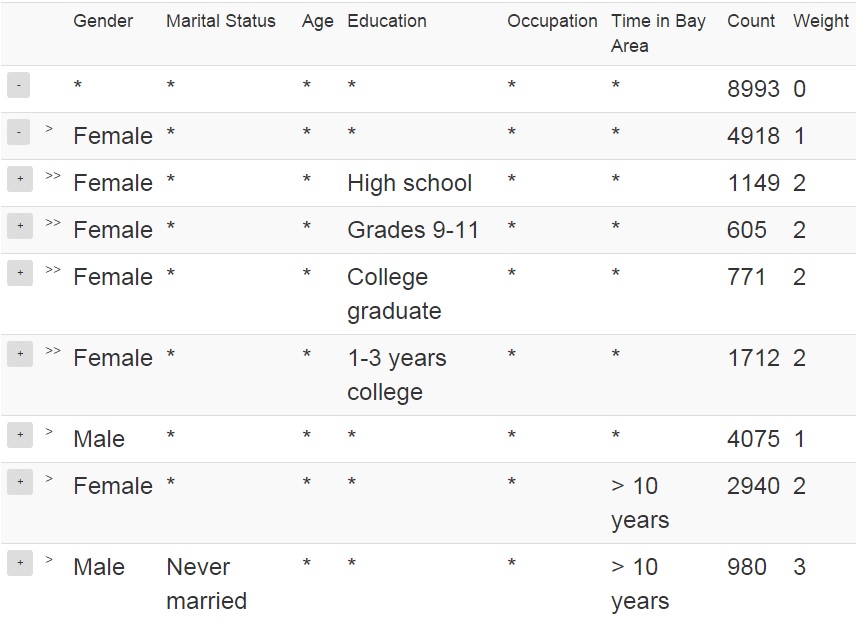 Gender Marital Status Age Education Occupation Time in Bay Area Count Weight
- * * * * * * 8993 0
- > Female * * * * * 4918 1
+ >> Female * * High school * * 1149 2
+ >> Female * * Grades 9-11 * * 605 2
+ >> Female * * College graduate * * 771 2
+ >> Female * * 1-3 years college * * 1712 2
+ > Male * * * * * 4075 1
+ > Female * * * * > 10 years 2940 2
+ > Male Never married * * * > 10 years 980 3